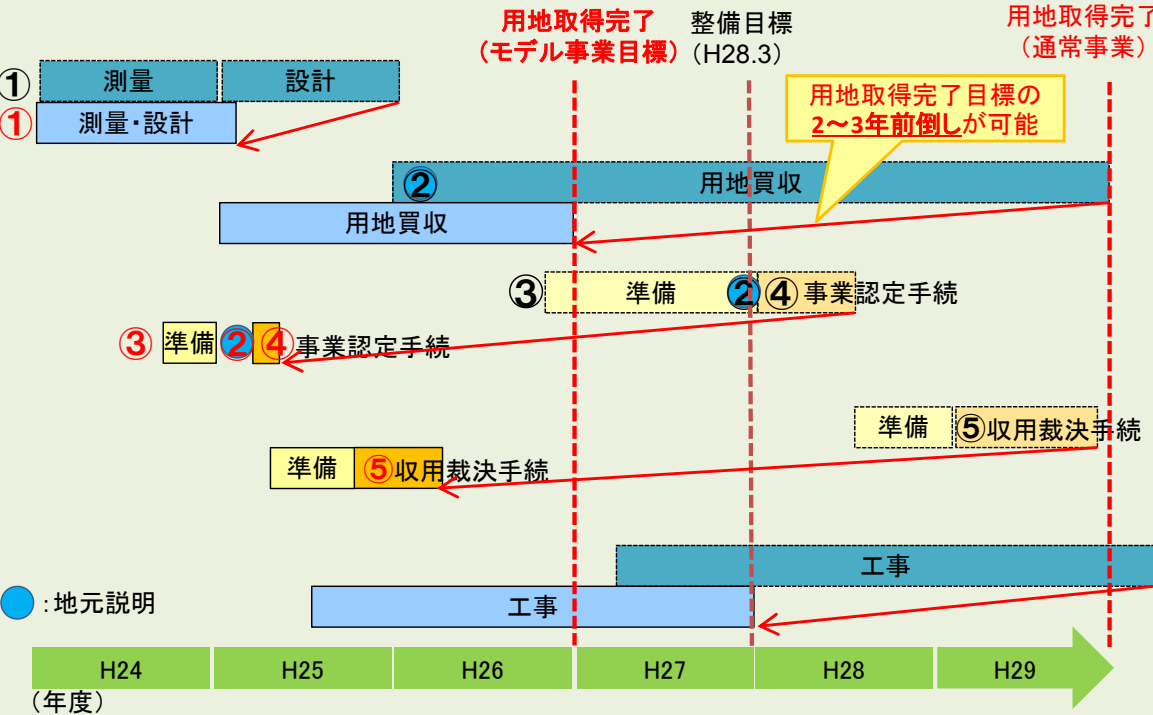 用地取得完了
（モデル事業目標）
整備目標
（H28.3）
用地取得完了
（通常事業）
① 測量 設計
① 測量・設計
用地取得完了目標の
2～3年前倒しが可能
② 用地買収
用地買収
③ 準備 ② ④ 事業認定手続
③ 準備 ② ④ 事業認定手続
準備 ⑤収用裁決手続
準備 ⑤収用裁決手続
工事
：地元説明
工事
H24 H25 H26 H27 H28 H29
（年度）